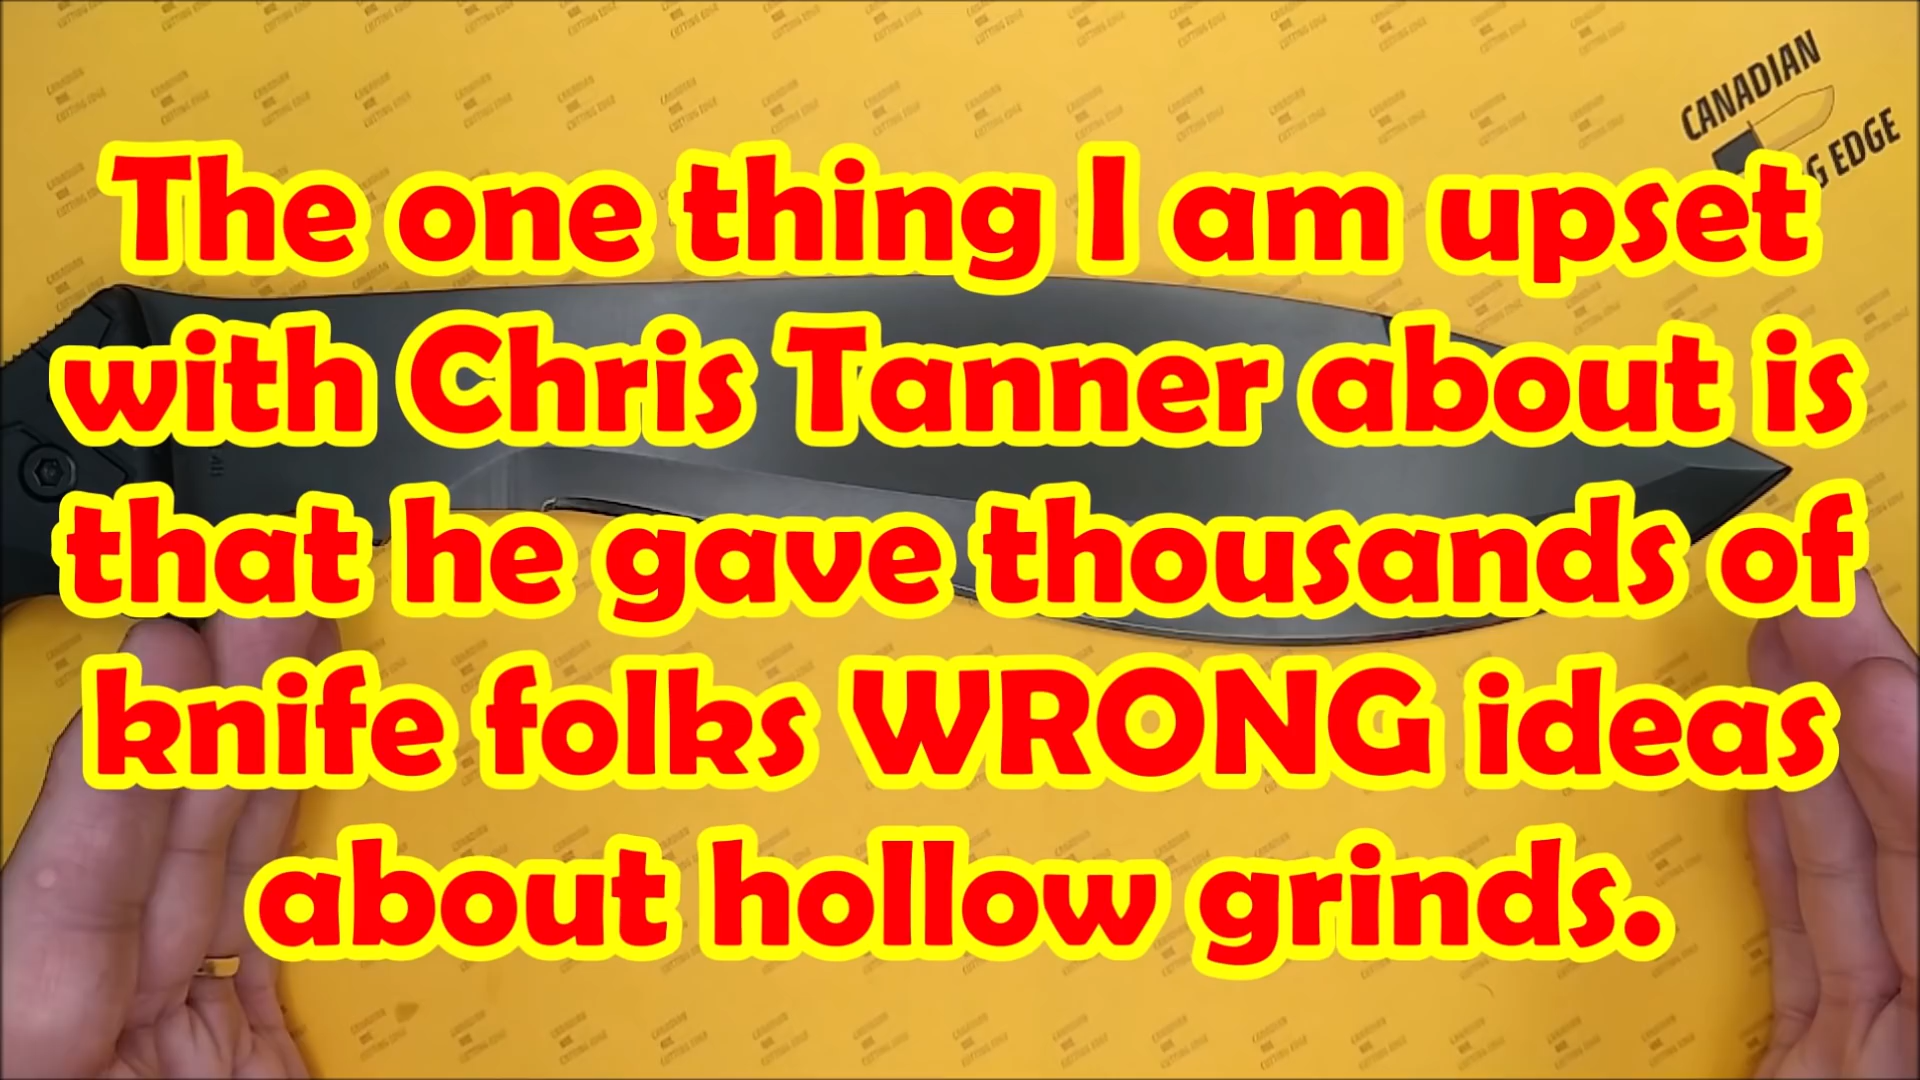 CANADIAN
G EDGE
The one thing I am upset
with Chris Tanner about is
that he gave thousands of
knife folks WRONG ideas
about hollow grinds.